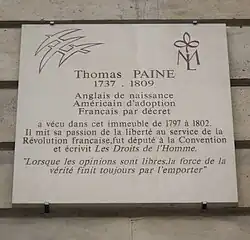 Thomas PAINE
1737 - 1809
Anglais de naissance
Américain d'adoption
Français par décret
a vécu dans cet immeuble de 1797 à 1802.
Il mit sa passion de la liberté au service de la
Révolution française,fut député à la Convention
et écrivit Les Droits de l'Homme.
"Lorsque les opinions sont libres,la force de la
vérité finit toujours par l'emporter"